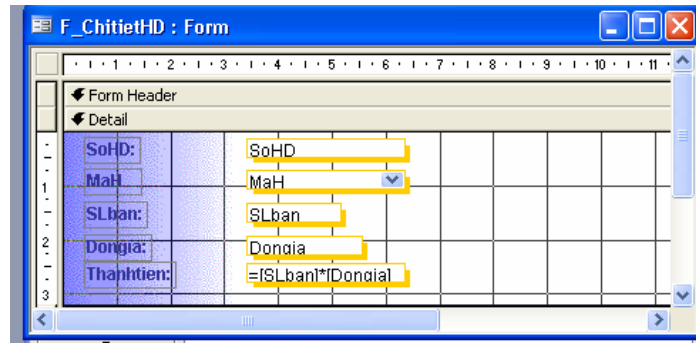 F_ChitietHD : Form
1 2 3 4 5 6 7 8 9 10 11
Form Header
Detail
SoHD: SoHD
1 MaH MaH
SLban: SLban
2 Dongia: Dongia
Thanhtien: =[SLban]*[Dongia]
3